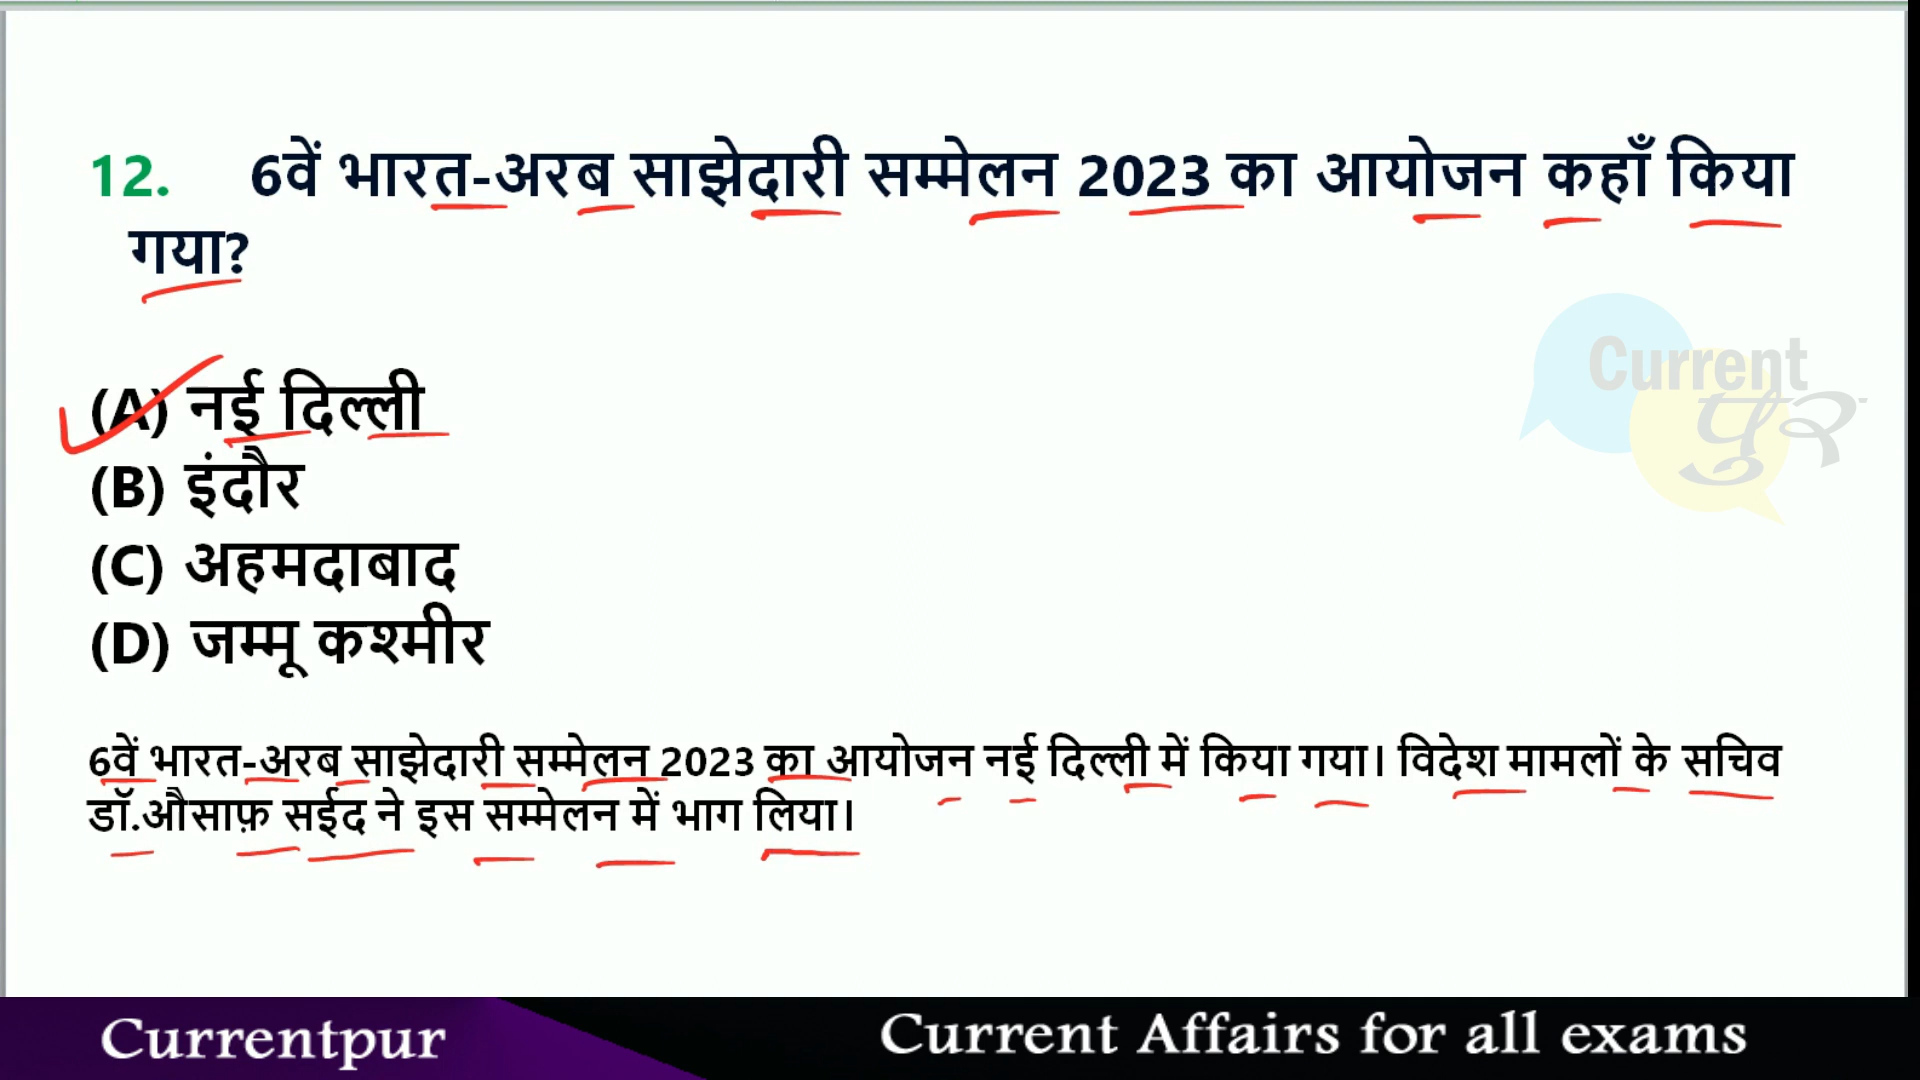 12. 6वें भारत-अरब साझेदारी सम्मेलन 2023 का आयोजन कहाँ किया
गया?
Current
पुर
(A) नई दिल्ली
(B) इंदौर
(C) अहमदाबाद
(D) जम्मू कश्मीर
6वें भारत-अरब साझेदारी सम्मेलन 2023 का आयोजन नई दिल्ली में किया गया। विदेश मामलों के सचिव
डॉ.औसाफ़ सईद ने इस सम्मेलन में भाग लिया।
Currentpur
Current Affairs for all exams